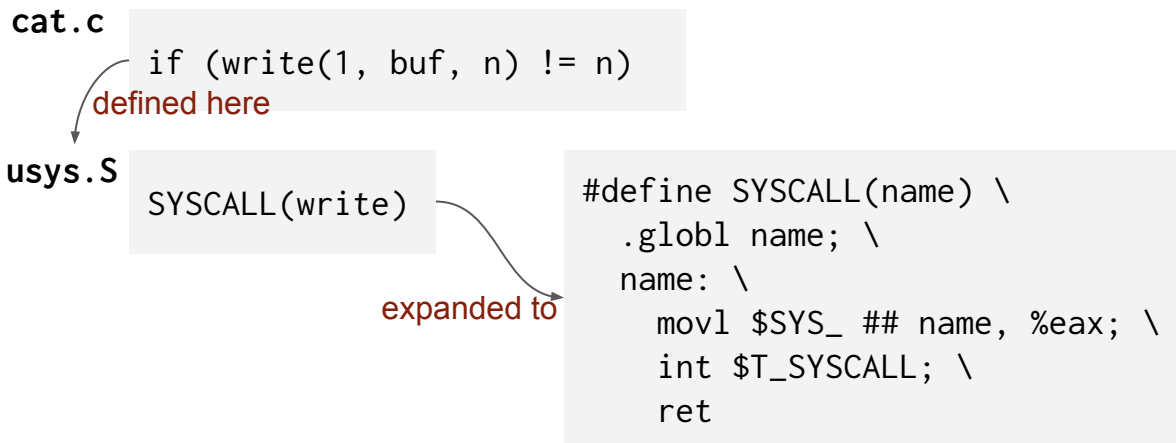 cat.c
if (write(1, buf, n) != n)
defined here
usys.S
SYSCALL(write)
expanded to
#define SYSCALL(name) \
.globl name; \
name: \
movl $SYS_ ## name, %eax; \
int $T_SYSCALL; \
ret